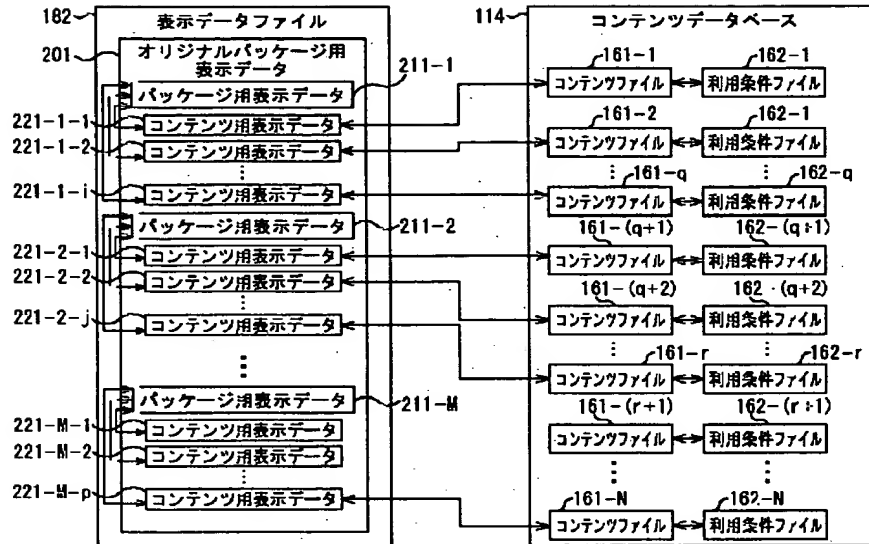 182
表示データファイル
201
オリジナルパッケージ用
表示データ
211-1
パッケージ用表示データ
221-1-1
コンテンツ用表示データ
221-1-2
コンテンツ用表示データ
221-1-i
コンテンツ用表示データ
パッケージ用表示データ
211-2
221-2-1
コンテンツ用表示データ
221-2-2
コンテンツ用表示データ
221-2-j
コンテンツ用表示データ
パッケージ用表示データ
211-M
221-M-1
コンテンツ用表示データ
221-M-2
コンテンツ用表示データ
221-M-p
コンテンツ用表示データ
114
コンテンツデータベース
161-1 162-1
コンテンツファイル 利用条件ファイル
161-2 162-1
コンテンツファイル 利用条件ファイル
161-q 162-q
コンテンツファイル 利用条件ファイル
161-(q+1) 162-(q+1)
コンテンツファイル 利用条件ファイル
161-(q+2) 162-(q+2)
コンテンツファイル 利用条件ファイル
161-r 162-r
コンテンツファイル 利用条件ファイル
161-(r+1) 162-(r+1)
コンテンツファイル 利用条件ファイル
161-N 162-N
コンテンツファイル 利用条件ファイル